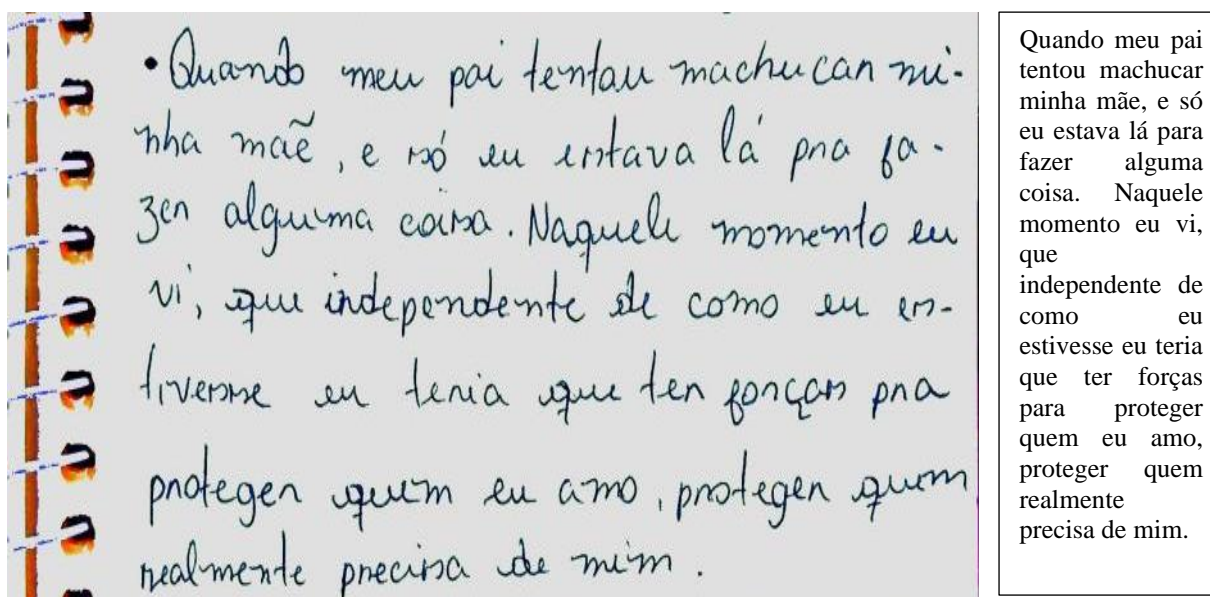 • Quando meu pai tentou machucar mi-
nha mãe, e só eu estava lá pra fa-
zer alguma coisa. Naquele momento eu
vi, que independente de como eu es-
tivesse eu teria que ter forças pra
proteger quem eu amo, proteger quem
realmente precisa de mim.
Quando meu pai
tentou machucar
minha mãe, e só
eu estava lá para
fazer alguma
coisa. Naquele
momento eu vi,
que
independente de
como eu
estivesse eu teria
que ter forças
para proteger
quem eu amo,
proteger quem
realmente
precisa de mim.